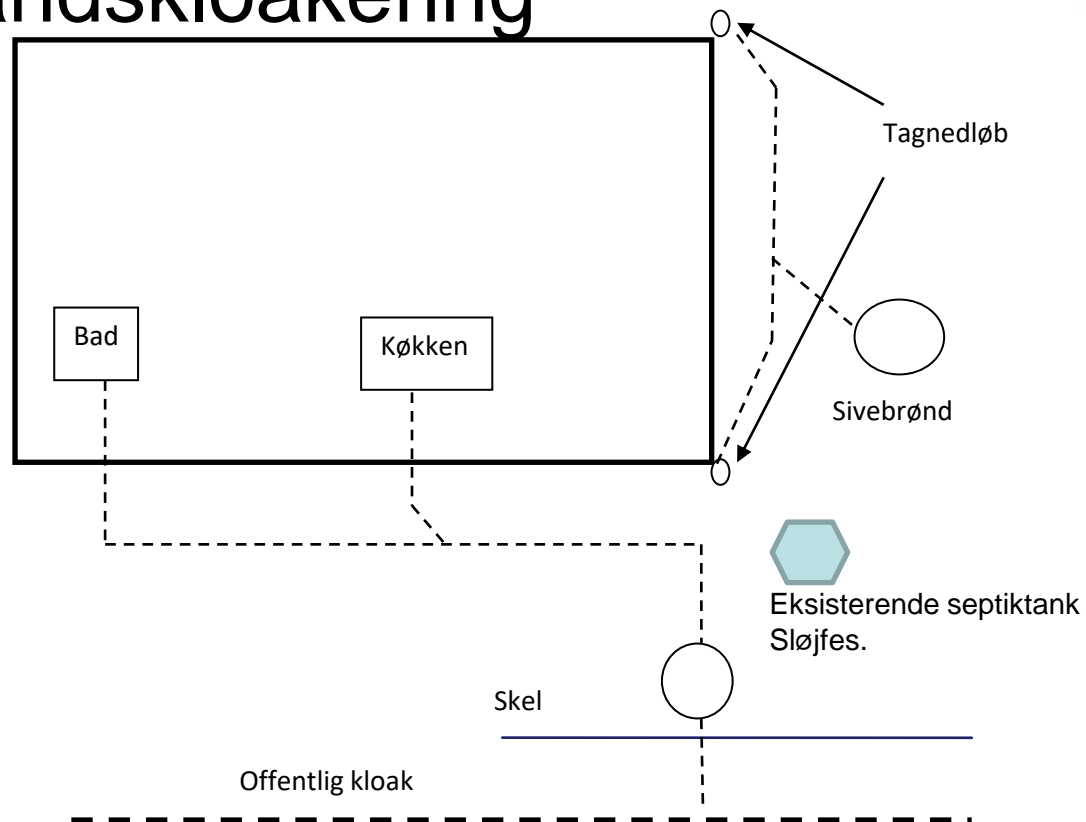 Tagnedløb
Bad
Køkken
Sivebrønd
Eksisterende septiktank
Sløjfes.
Skel
Offentlig kloak